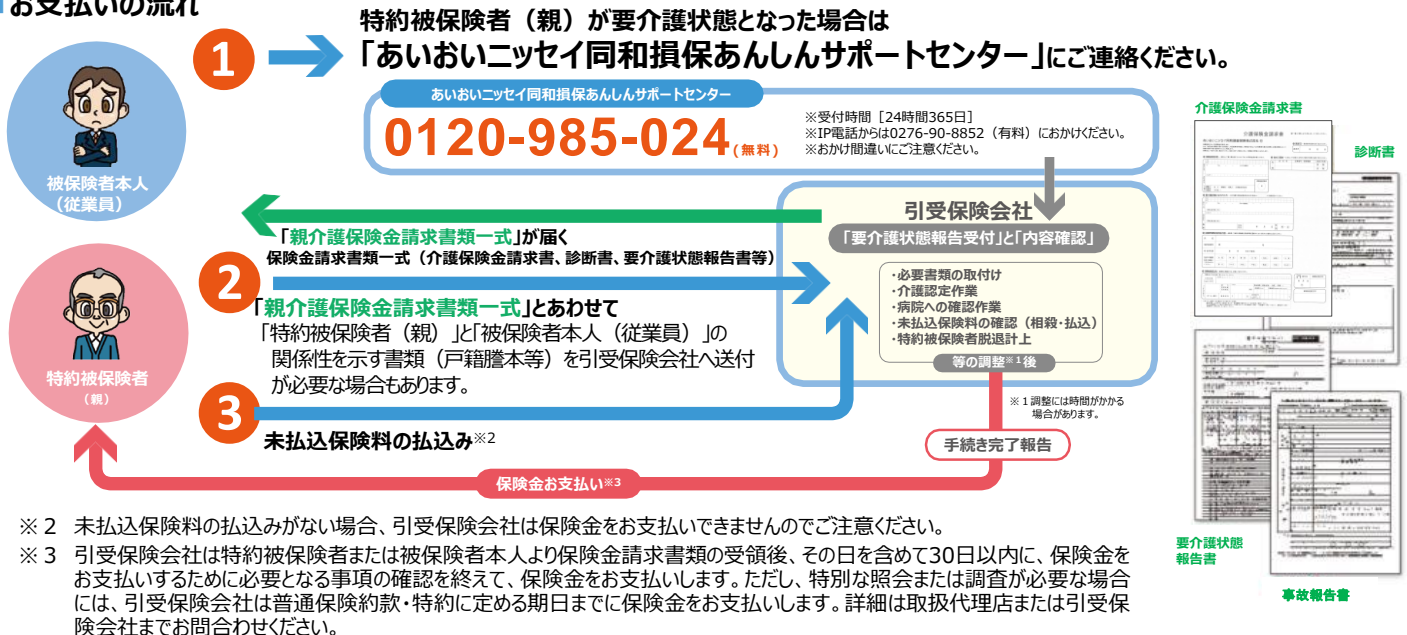 お支払いの流れ
1
特約被保険者（親）が要介護状態となった場合は
「あいおいニッセイ同和損保あんしんサポートセンター」にご連絡ください。
あいおいニッセイ同和損保あんしんサポートセンター
0120-985-024（無料）
※受付時間［24時間365日］
※IP電話からは0276-90-8852（有料）におかけください。
※おかけ間違いにご注意ください。
被保険者本人
（従業員）
「親介護保険金請求書類一式」が届く
保険金請求書類一式（介護保険金請求書、診断書、要介護状態報告書等）
2
「親介護保険金請求書類一式」とあわせて
「特約被保険者（親）」と「被保険者本人（従業員）」の
関係性を示す書類（戸籍謄本等）を引受保険会社へ送付
が必要な場合もあります。
特約被保険者
（親）
3
未払込保険料の払込み※2
引受保険会社
「要介護状態報告受付」と「内容確認」
・必要書類の取付け
・介護認定作業
・病院への確認作業
・未払込保険料の確認（相殺・払込）
・特約被保険者脱退計上
等の調整※1後
※１調整には時間がかかる
場合があります。
手続き完了報告
保険金お支払い※3
介護保険金請求書
診断書
要介護状態
報告書
事故報告書
※２ 未払込保険料の払込みがない場合、引受保険会社は保険金をお支払いできませんのでご注意ください。
※３ 引受保険会社は特約被保険者または被保険者本人より保険金請求書類の受領後、その日を含めて30日以内に、保険金を
お支払いするために必要となる事項の確認を終えて、保険金をお支払いします。ただし、特別な照会または調査が必要な場合
には、引受保険会社は普通保険約款・特約に定める期日までに保険金をお支払いします。詳細は取扱代理店または引受保
険会社までお問合わせください。